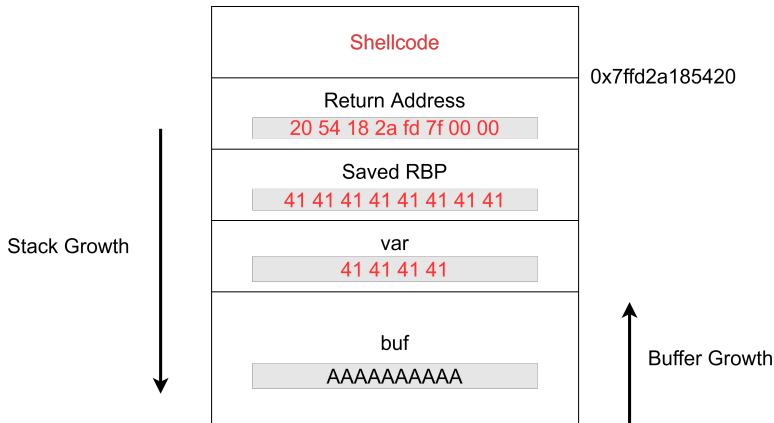 Shellcode
0x7ffd2a185420
Return Address
20 54 18 2a fd 7f 00 00
Saved RBP
41 41 41 41 41 41 41 41
Stack Growth
var
41 41 41 41
buf
Buffer Growth
AAAAAAAAAA